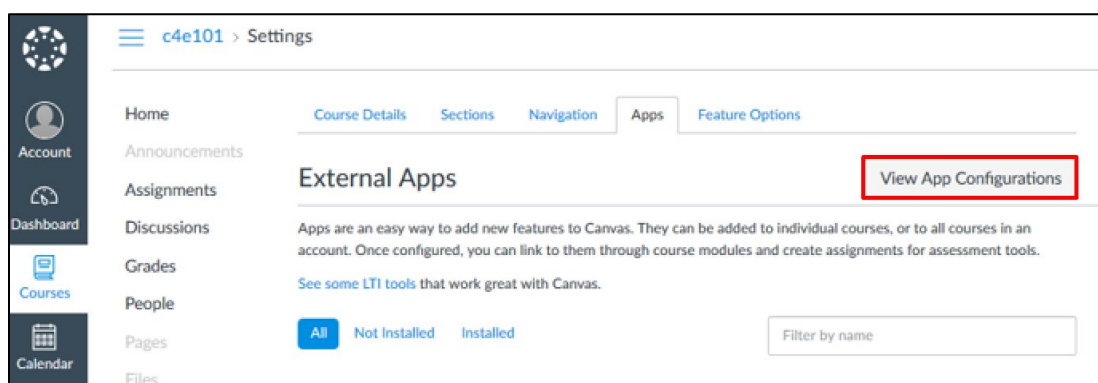 c4e101 > Settings
Account
Dashboard
Courses
Calendar
Home
Announcements
Assignments
Discussions
Grades
People
Pages
Files
Course Details Sections Navigation Apps Feature Options
External Apps
View App Configurations
Apps are an easy way to add new features to Canvas. They can be added to individual courses, or to all courses in an
account. Once configured, you can link to them through course modules and create assignments for assessment tools.
See some LTI tools that work great with Canvas.
All Not Installed Installed
Filter by name